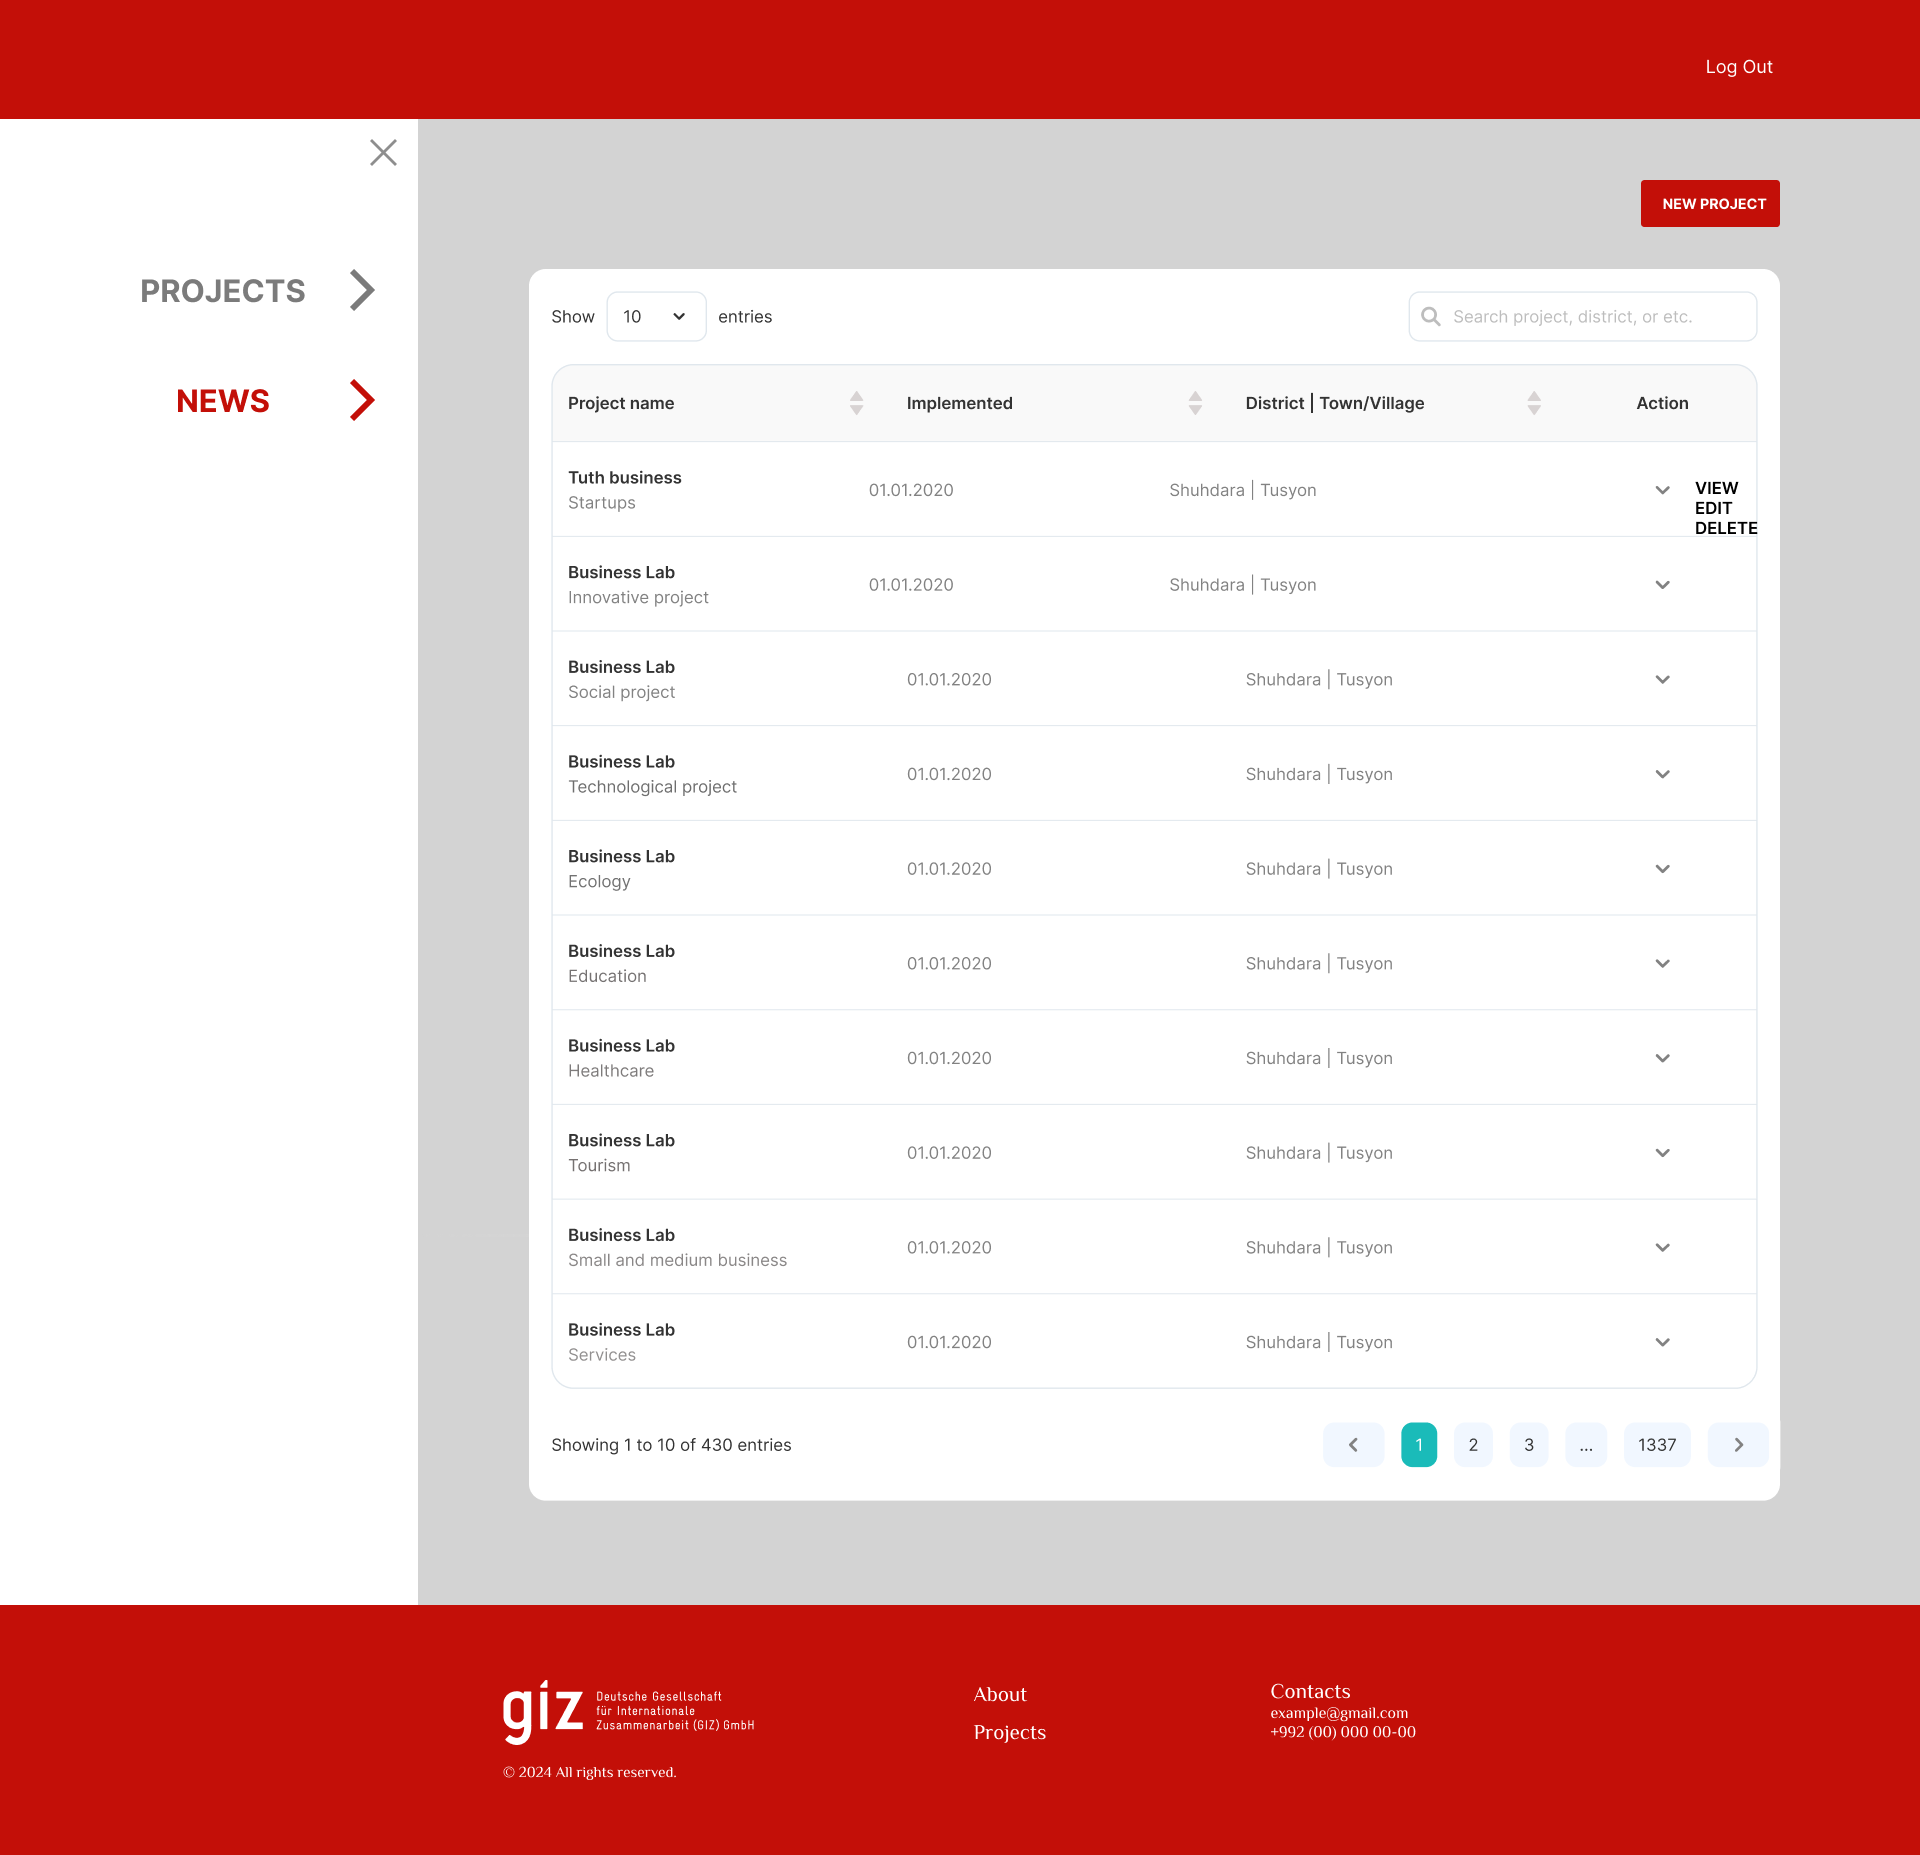 Log Out
NEW PROJECT
PROJECTS
NEWS
Show 10 entries
Search project, district, or etc.
Project name Implemented District | Town/Village Action
Tuth business
Startups
01.01.2020
Shuhdara | Tusyon
VIEW
EDIT
DELETE
Business Lab
Innovative project
01.01.2020
Shuhdara | Tusyon
Business Lab
Social project
01.01.2020
Shuhdara | Tusyon
Business Lab
Technological project
01.01.2020
Shuhdara | Tusyon
Business Lab
Ecology
01.01.2020
Shuhdara | Tusyon
Business Lab
Education
01.01.2020
Shuhdara | Tusyon
Business Lab
Healthcare
01.01.2020
Shuhdara | Tusyon
Business Lab
Tourism
01.01.2020
Shuhdara | Tusyon
Business Lab
Small and medium business
01.01.2020
Shuhdara | Tusyon
Business Lab
Services
01.01.2020
Shuhdara | Tusyon
Showing 1 to 10 of 430 entries
1 2 3 ... 1337
giz
Deutsche Gesellschaft
für Internationale
Zusammenarbeit (GIZ) GmbH
© 2024 All rights reserved.
About
Projects
Contacts
example@gmail.com
+992 (00) 000 00-00